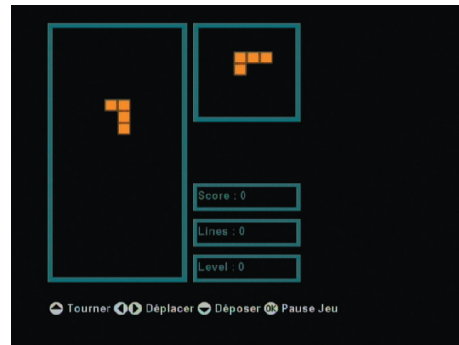 Score : 0
Lines : 0
Level : 0
Tourner Déplacer Déposer OK Pause Jeu